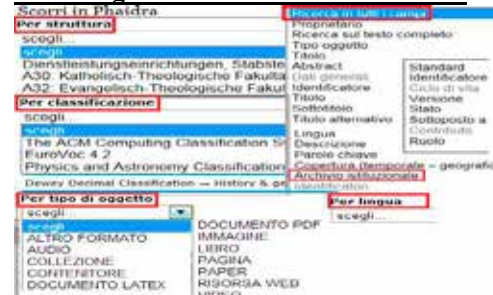 Scorri in Phaidra
Per struttura
scegli...
scegli
Dienstleistungseinrichtungen, Stabsste
A30: Katholisch-Theologische Fakulta
A32: Evangelisch-Theologische Fakulta
Per classificazione
scegli...
scegli
The ACM Computing Classification S
EuroVoc 4.2
Physics and Astronomy Classification
Dewey Decimal Classification — History & ge
Per tipo di oggetto
scegli...
scegli
ALTRO FORMATO
AUDIO
COLLEZIONE
CONTENITORE
DOCUMENTO LATEX
DOCUMENTO PDF
IMMAGINE
LIBRO
PAGINA
PAPER
RISORSA WEB
VIDEO
Ricerca in tutti i campi
Proprietario
Ricerca sul testo completo
Tipo oggetto
Titolo
Abstract
Dati generali
Identificatore
Titolo
Sottotitolo
Titolo alternativo
Lingua
Descrizione
Parole chiave
Copertura (temporale – geografic
Archivio istituzionale
Identificatori
Standard
Identificatore
Ciclo di vita
Versione
Stato
Sottoposto a
Contributo
Ruolo
Per lingua
scegli...